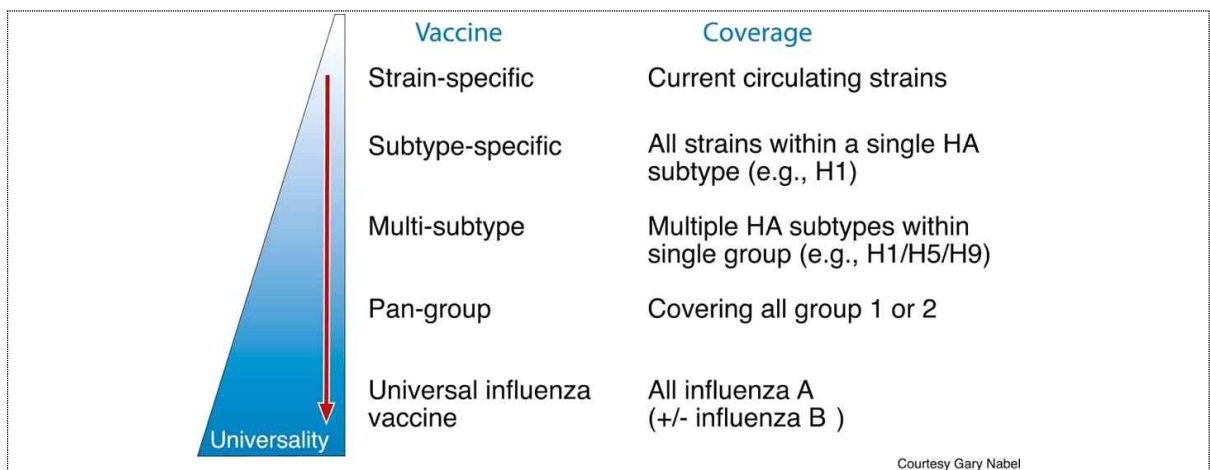 Vaccine Coverage
Strain-specific Current circulating strains
Subtype-specific All strains within a single HA
subtype (e.g., H1)
Multi-subtype Multiple HA subtypes within
single group (e.g., H1/H5/H9)
Pan-group Covering all group 1 or 2
Universal influenza All influenza A
vaccine (+/- influenza B )
Universality
Courtesy Gary Nabel